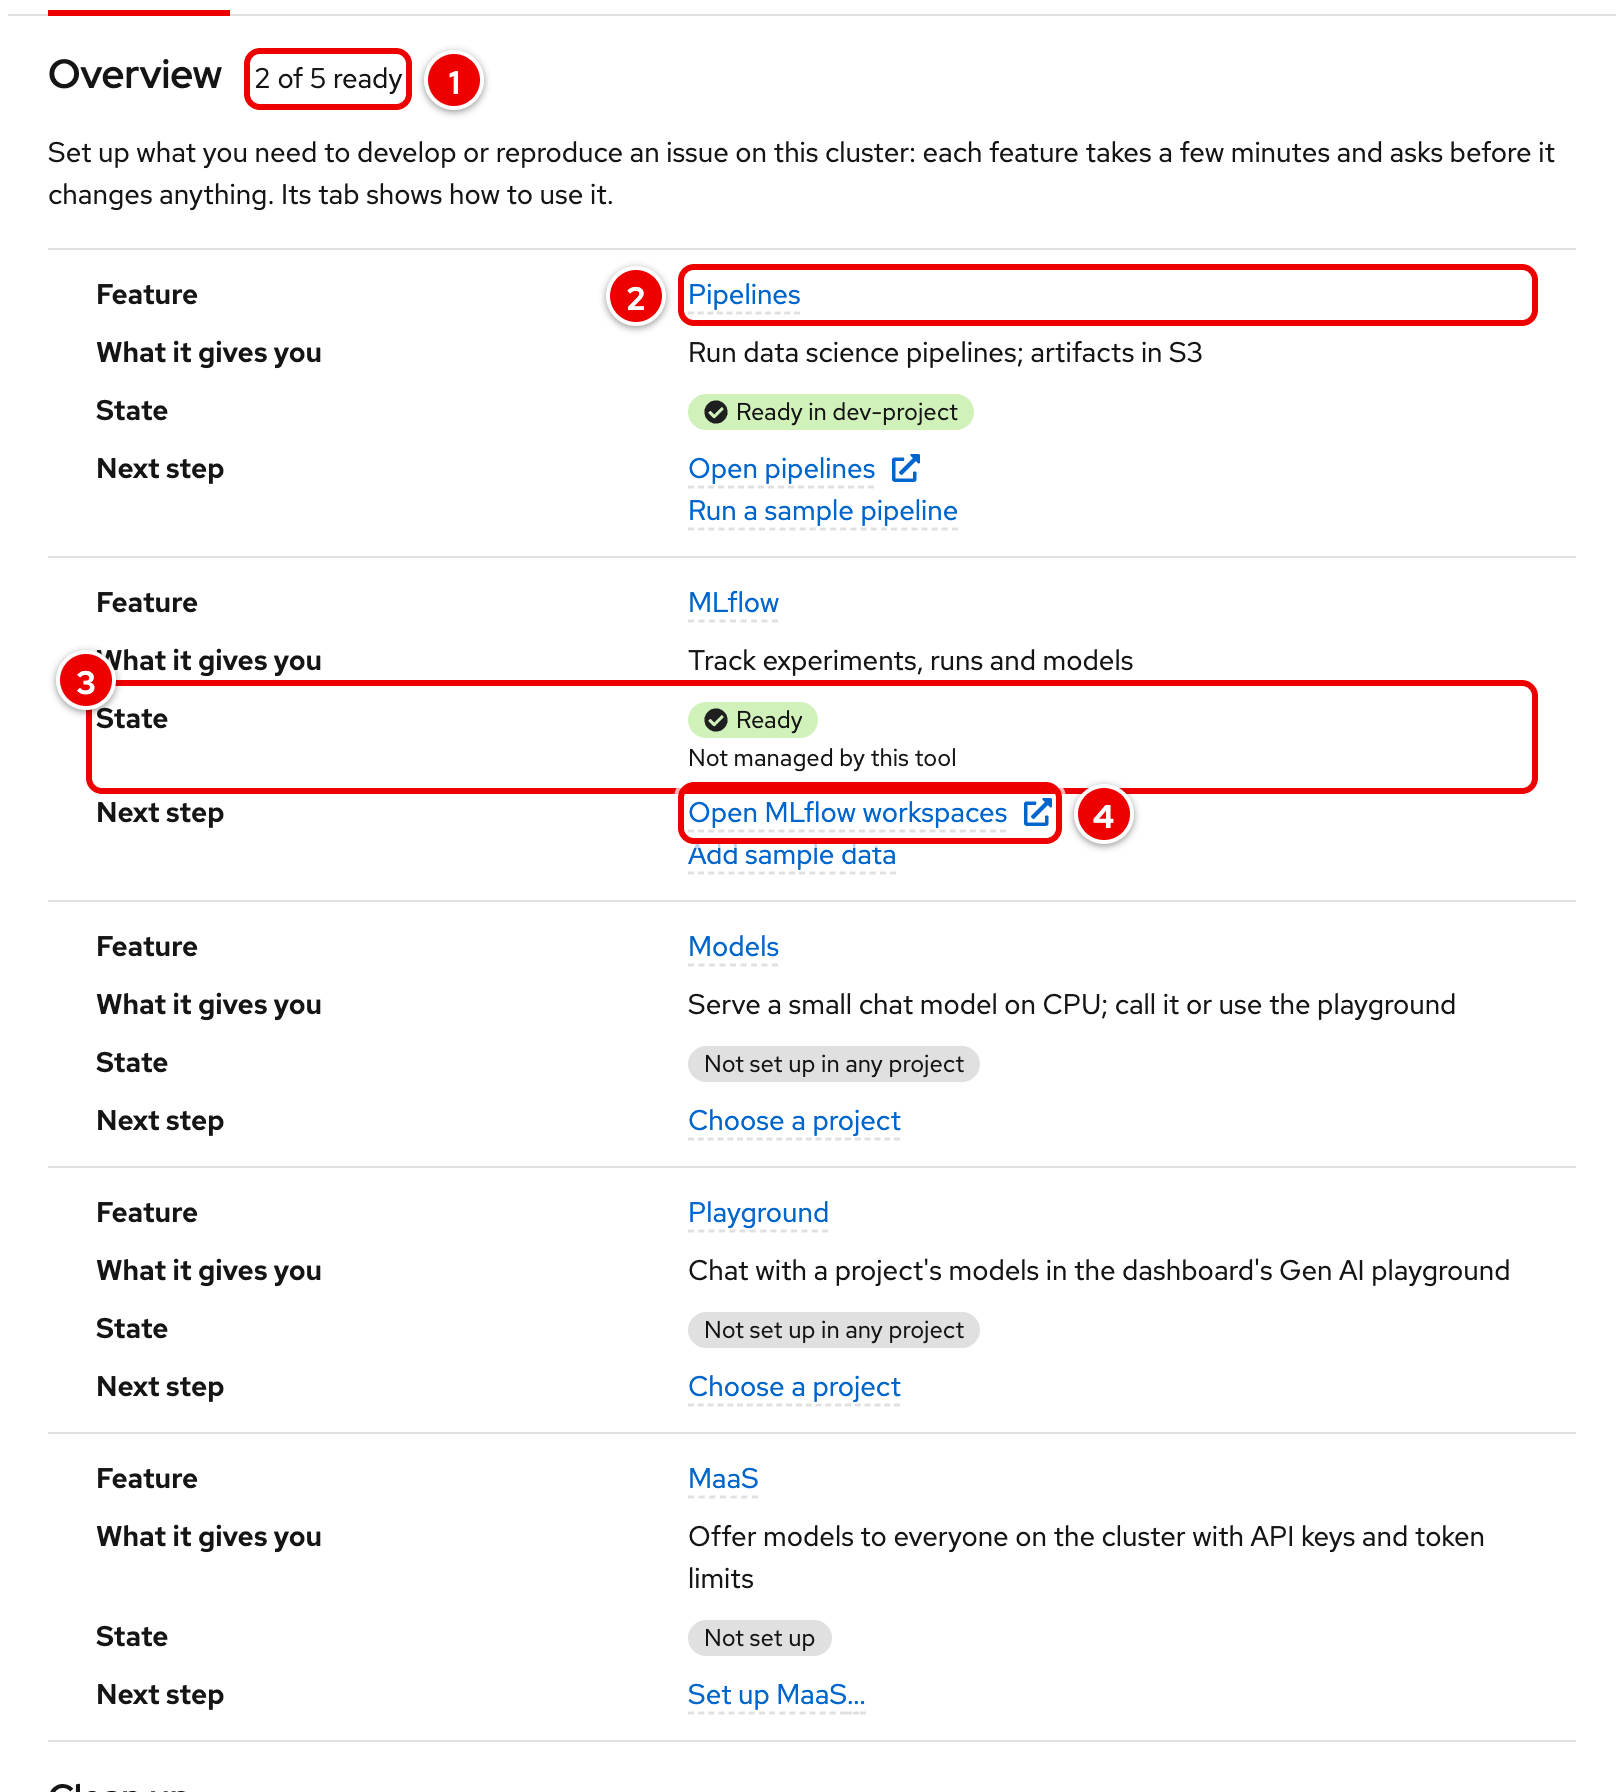 Overview 2 of 5 ready 1
Set up what you need to develop or reproduce an issue on this cluster: each feature takes a few minutes and asks before it
changes anything. Its tab shows how to use it.
Feature 2 Pipelines
What it gives you Run data science pipelines; artifacts in S3
State Ready in dev-project
Next step Open pipelines
Run a sample pipeline
Feature MLflow
What it gives you Track experiments, runs and models
3
State Ready
Not managed by this tool
Next step Open MLflow workspaces 4
Add sample data
Feature Models
What it gives you Serve a small chat model on CPU; call it or use the playground
State Not set up in any project
Next step Choose a project
Feature Playground
What it gives you Chat with a project's models in the dashboard's Gen AI playground
State Not set up in any project
Next step Choose a project
Feature MaaS
What it gives you Offer models to everyone on the cluster with API keys and token
limits
State Not set up
Next step Set up MaaS...